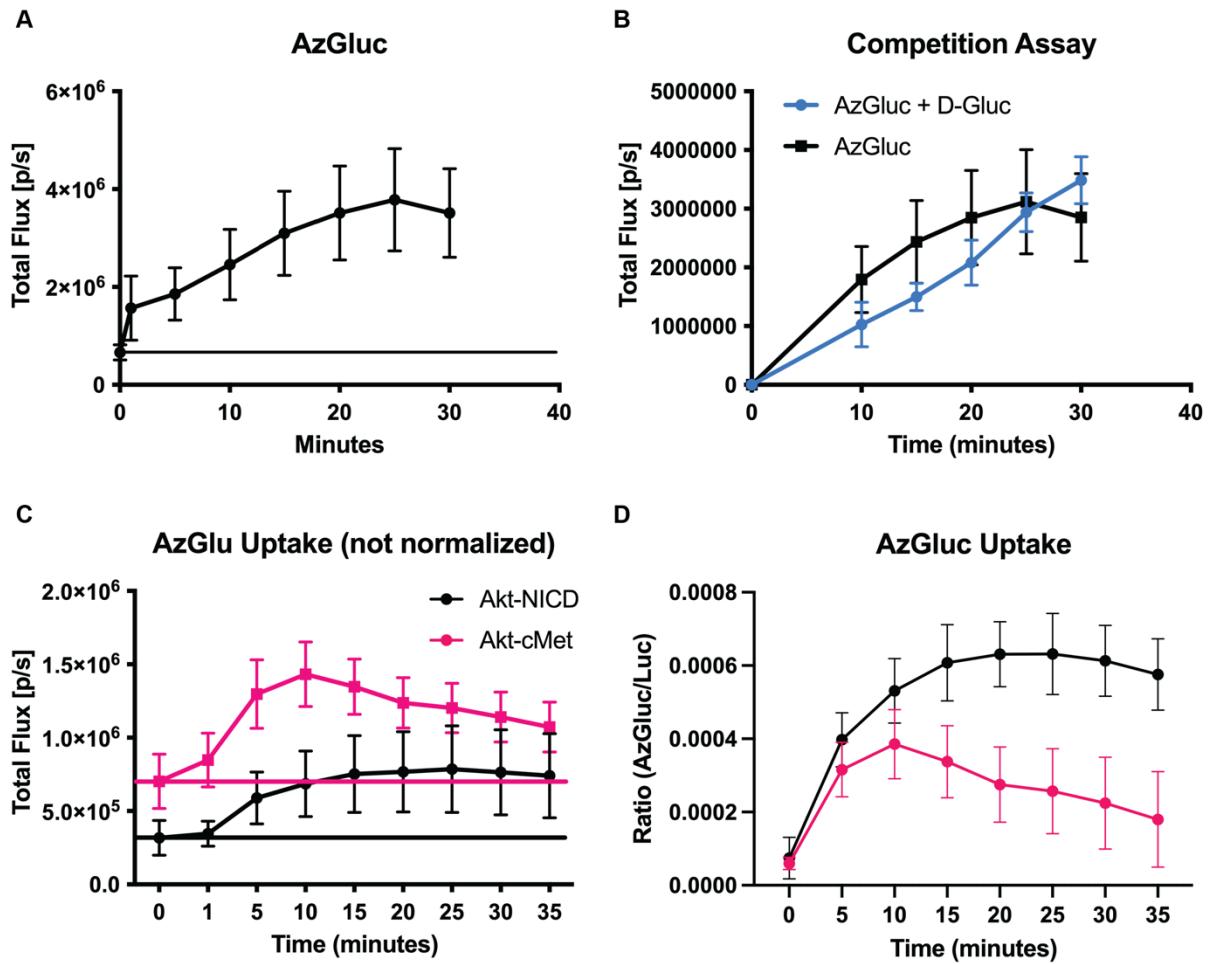 A
AzGluc
Total Flux [p/s]
6×10⁶
4×10⁶
2×10⁶
0
0 10 20 30 40
Minutes
B
Competition Assay
AzGluc + D-Gluc
AzGluc
Total Flux [p/s]
5000000
4000000
3000000
2000000
1000000
0
0 10 20 30 40
Time (minutes)
C
AzGlu Uptake (not normalized)
Akt-NICD
Akt-cMet
Total Flux [p/s]
2.0×10⁶
1.5×10⁶
1.0×10⁶
5.0×10⁵
0.0
0 1 5 10 15 20 25 30 35
Time (minutes)
D
AzGluc Uptake
Ratio (AzGluc/Luc)
0.0008
0.0006
0.0004
0.0002
0.0000
0 5 10 15 20 25 30 35
Time (minutes)